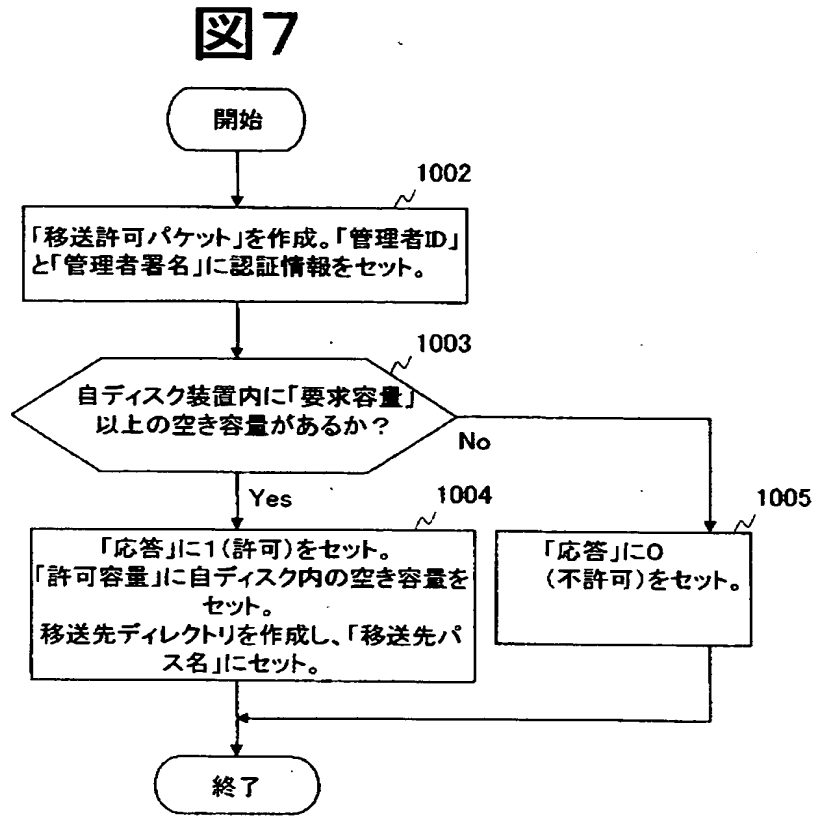 図7
開始
1002
「移送許可パケット」を作成。「管理者ID」
と「管理者署名」に認証情報をセット。
1003
自ディスク装置内に「要求容量」
以上の空き容量があるか？
No
Yes
1004
「応答」に1(許可)をセット。
「許可容量」に自ディスク内の空き容量を
セット。
移送先ディレクトリを作成し、「移送先パ
ス名」にセット。
1005
「応答」に0
(不許可)をセット。
終了